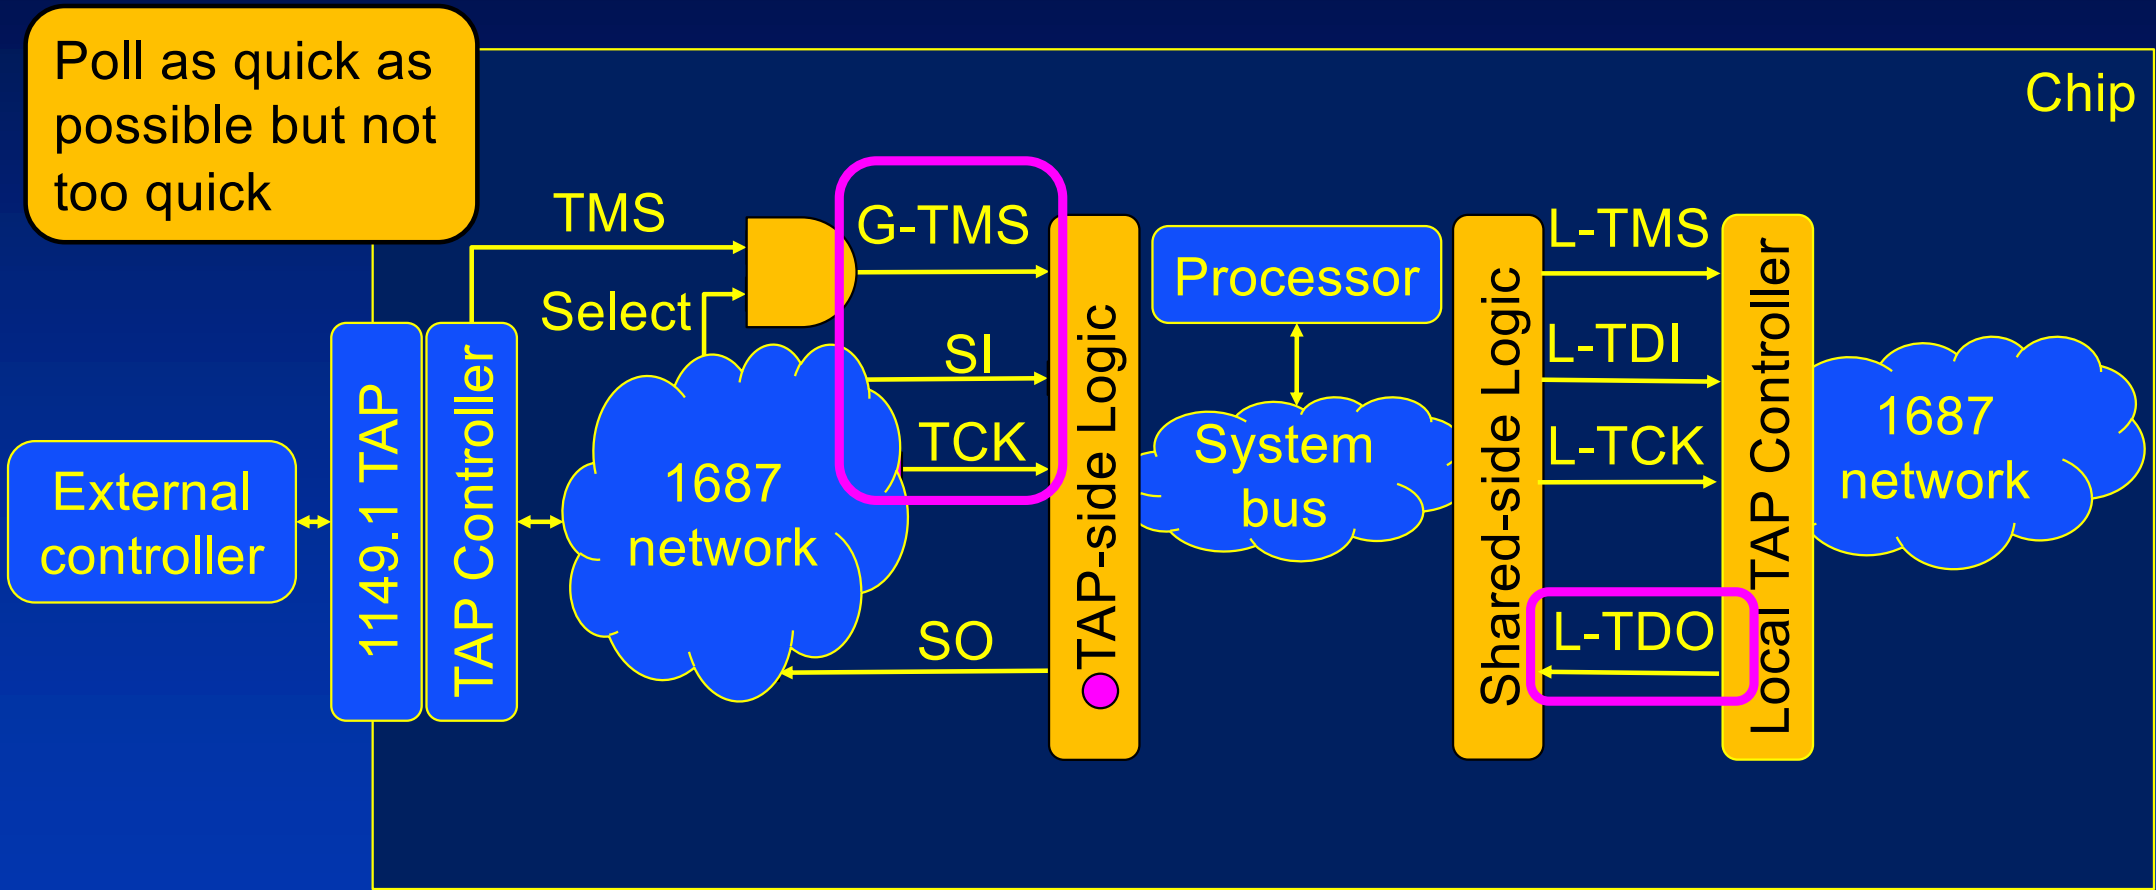 Poll as quick as
possible but not
too quick
Chip
TMS
G-TMS
Select
SI
TCK
SO
External
controller
1149.1 TAP
TAP Controller
1687
network
TAP-side Logic
Processor
System
bus
Shared-side Logic
L-TMS
L-TDI
L-TCK
L-TDO
Local TAP Controller
1687
network